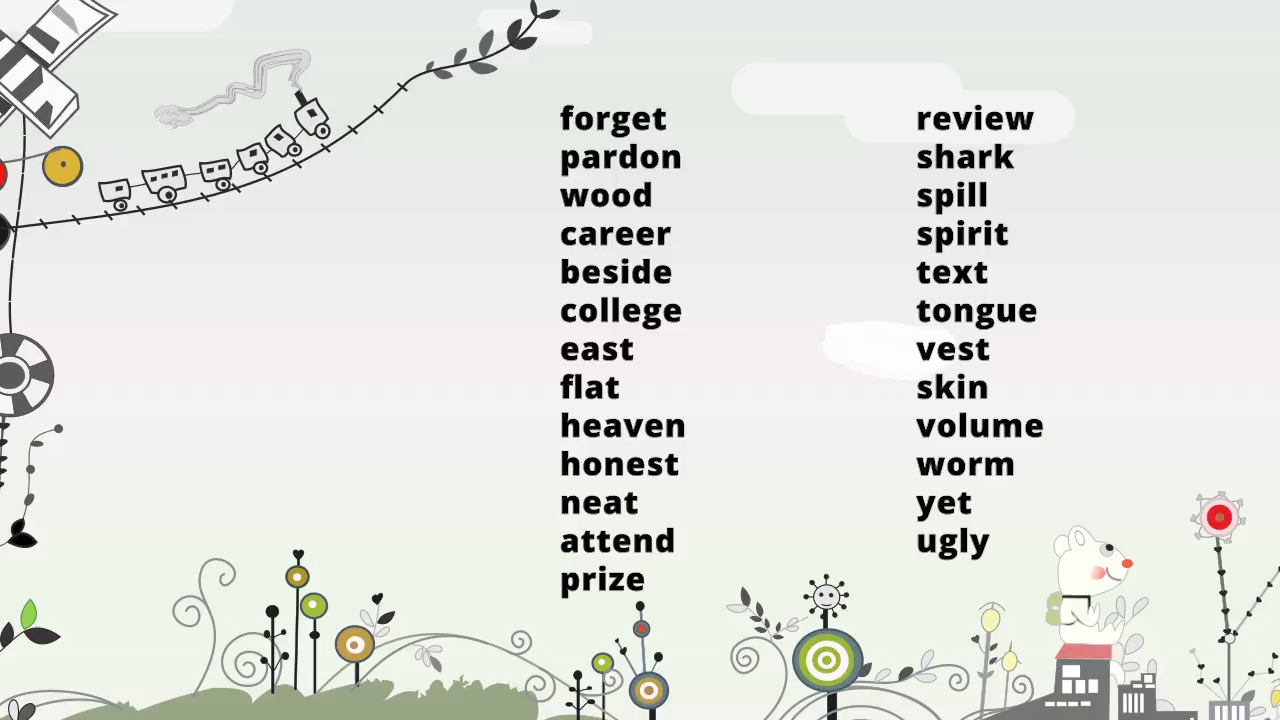 forget
pardon
wood
career
beside
college
east
flat
heaven
honest
neat
attend
prize
review
shark
spill
spirit
text
tongue
vest
skin
volume
worm
yet
ugly